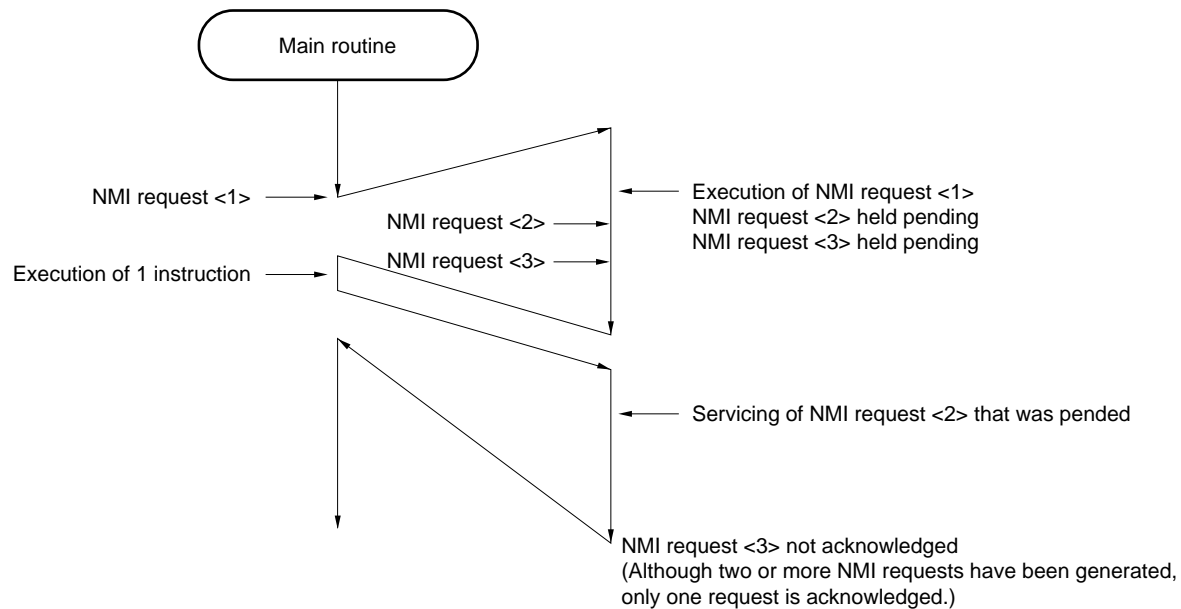 Main routine
NMI request <1>
Execution of NMI request <1>
NMI request <2> held pending
NMI request <3> held pending
NMI request <2>
NMI request <3>
Execution of 1 instruction
Servicing of NMI request <2> that was pended
NMI request <3> not acknowledged
(Although two or more NMI requests have been generated,
only one request is acknowledged.)